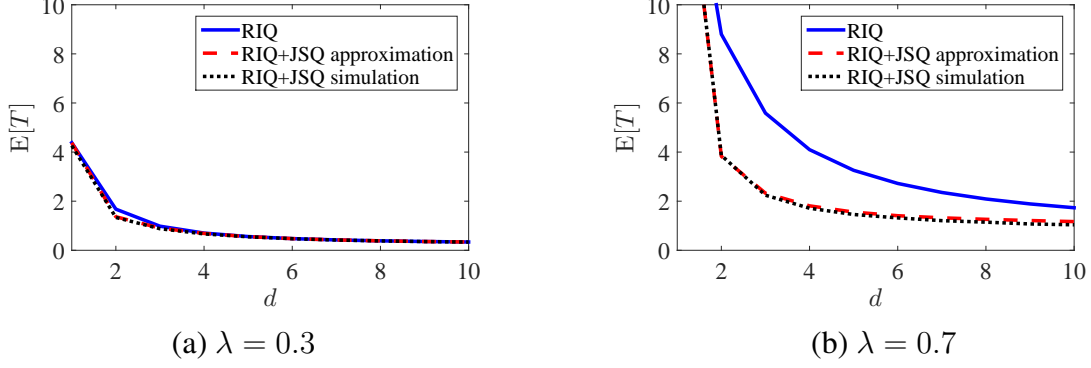 10
8
6
4
2
0
E[T]
2
4
6
8
10
d
RIQ
RIQ+JSQ approximation
RIQ+JSQ simulation
(a) λ = 0.3
10
8
6
4
2
0
E[T]
2
4
6
8
10
d
RIQ
RIQ+JSQ approximation
RIQ+JSQ simulation
(b) λ = 0.7